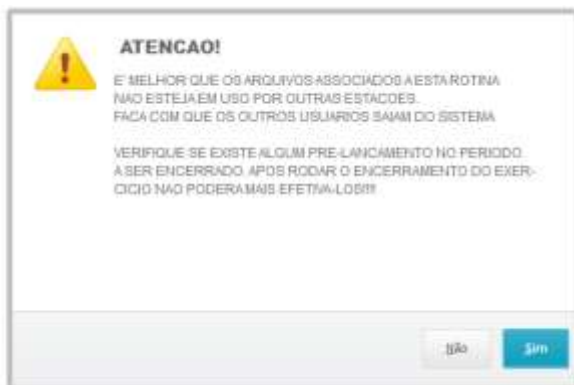 ATENCAO!
E' MELHOR QUE OS ARQUIVOS ASSOCIADOS A ESTA ROTINA
NAO ESTEJA EM USO POR OUTRAS ESTACOES.
FACA COM QUE OS OUTROS USUARIOS SAIAM DO SISTEMA
VERIFIQUE SE EXISTE ALGUM PRE-LANCAMENTO NO PERIODO
A SER ENCERRADO. APOS RODAR O ENCERRAMENTO DO EXER-
CICIO NAO PODERA MAIS EFETIVA-LOS!!!!
Não Sim